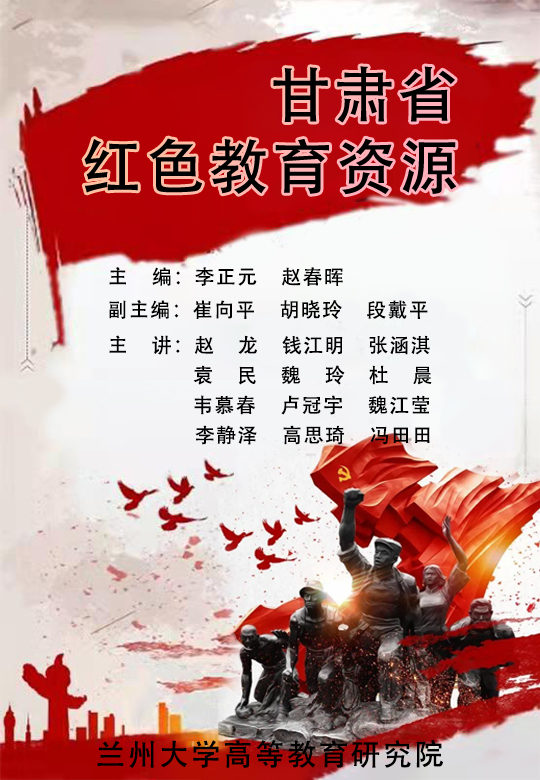 甘肃省
红色教育资源
主 编：李正元 赵春晖
副主编：崔向平 胡晓玲 段戴平
主 讲：赵 龙 钱江明 张涵淇
袁 民 魏 玲 杜 晨
韦慕春 卢冠宇 魏江莹
李静泽 高思琦 冯田田
兰州大学高等教育研究院